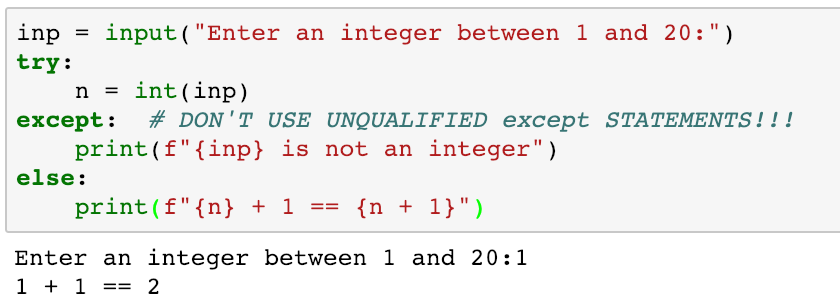 inp = input("Enter an integer between 1 and 20:")
try:
    n = int(inp)
except:  # DON'T USE UNQUALIFIED except STATEMENTS!!!
    print(f"{inp} is not an integer")
else:
    print(f"{n} + 1 == {n + 1}")
Enter an integer between 1 and 20:1
1 + 1 == 2